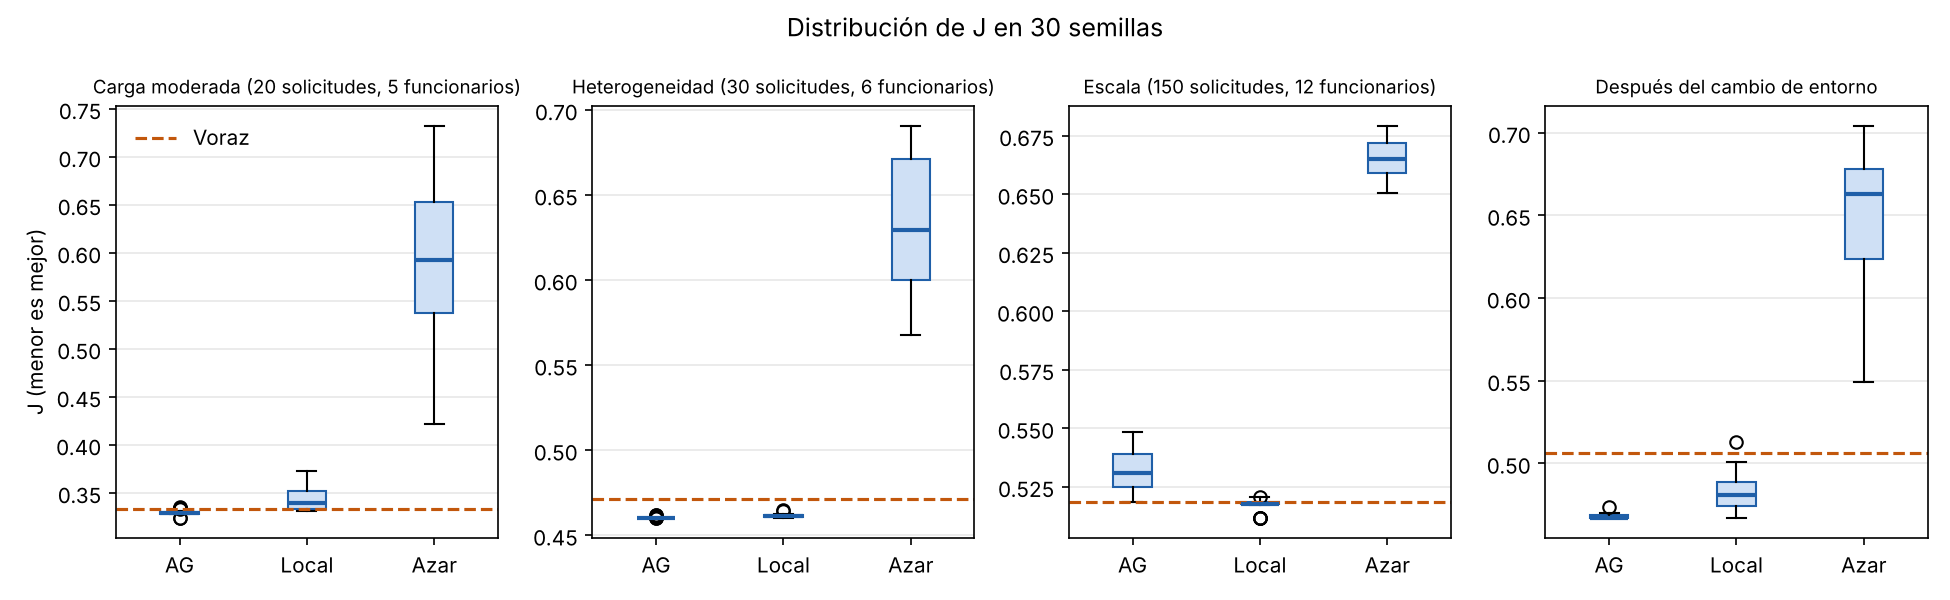 Distribución de J en 30 semillas
Carga moderada (20 solicitudes, 5 funcionarios)
J (menor es mejor)
0.75
0.70
0.65
0.60
0.55
0.50
0.45
0.40
0.35
Voraz
AG Local Azar
Heterogeneidad (30 solicitudes, 6 funcionarios)
0.70
0.65
0.60
0.55
0.50
0.45
AG Local Azar
Escala (150 solicitudes, 12 funcionarios)
0.675
0.650
0.625
0.600
0.575
0.550
0.525
AG Local Azar
Después del cambio de entorno
0.70
0.65
0.60
0.55
0.50
AG Local Azar